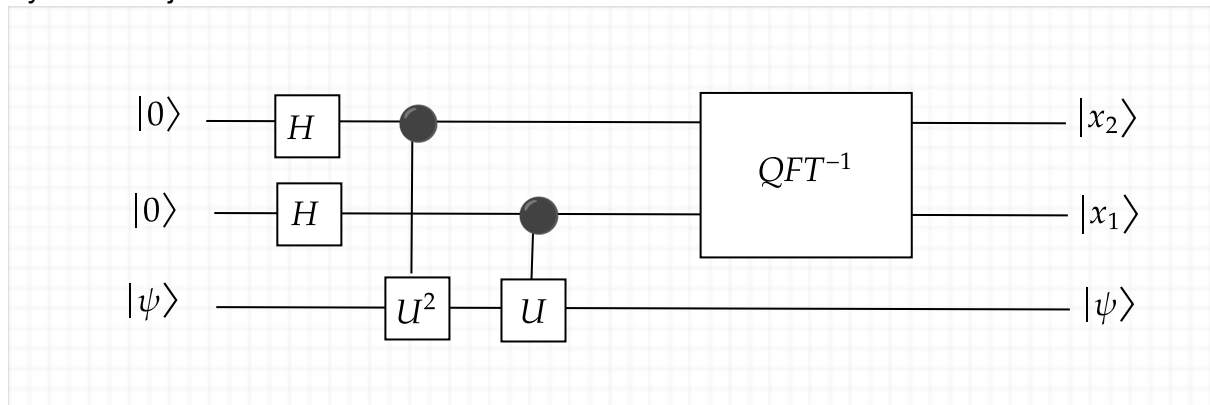 |0⟩ H |x₂⟩
QFT⁻¹
|0⟩ H |x₁⟩
|ψ⟩ U² U |ψ⟩